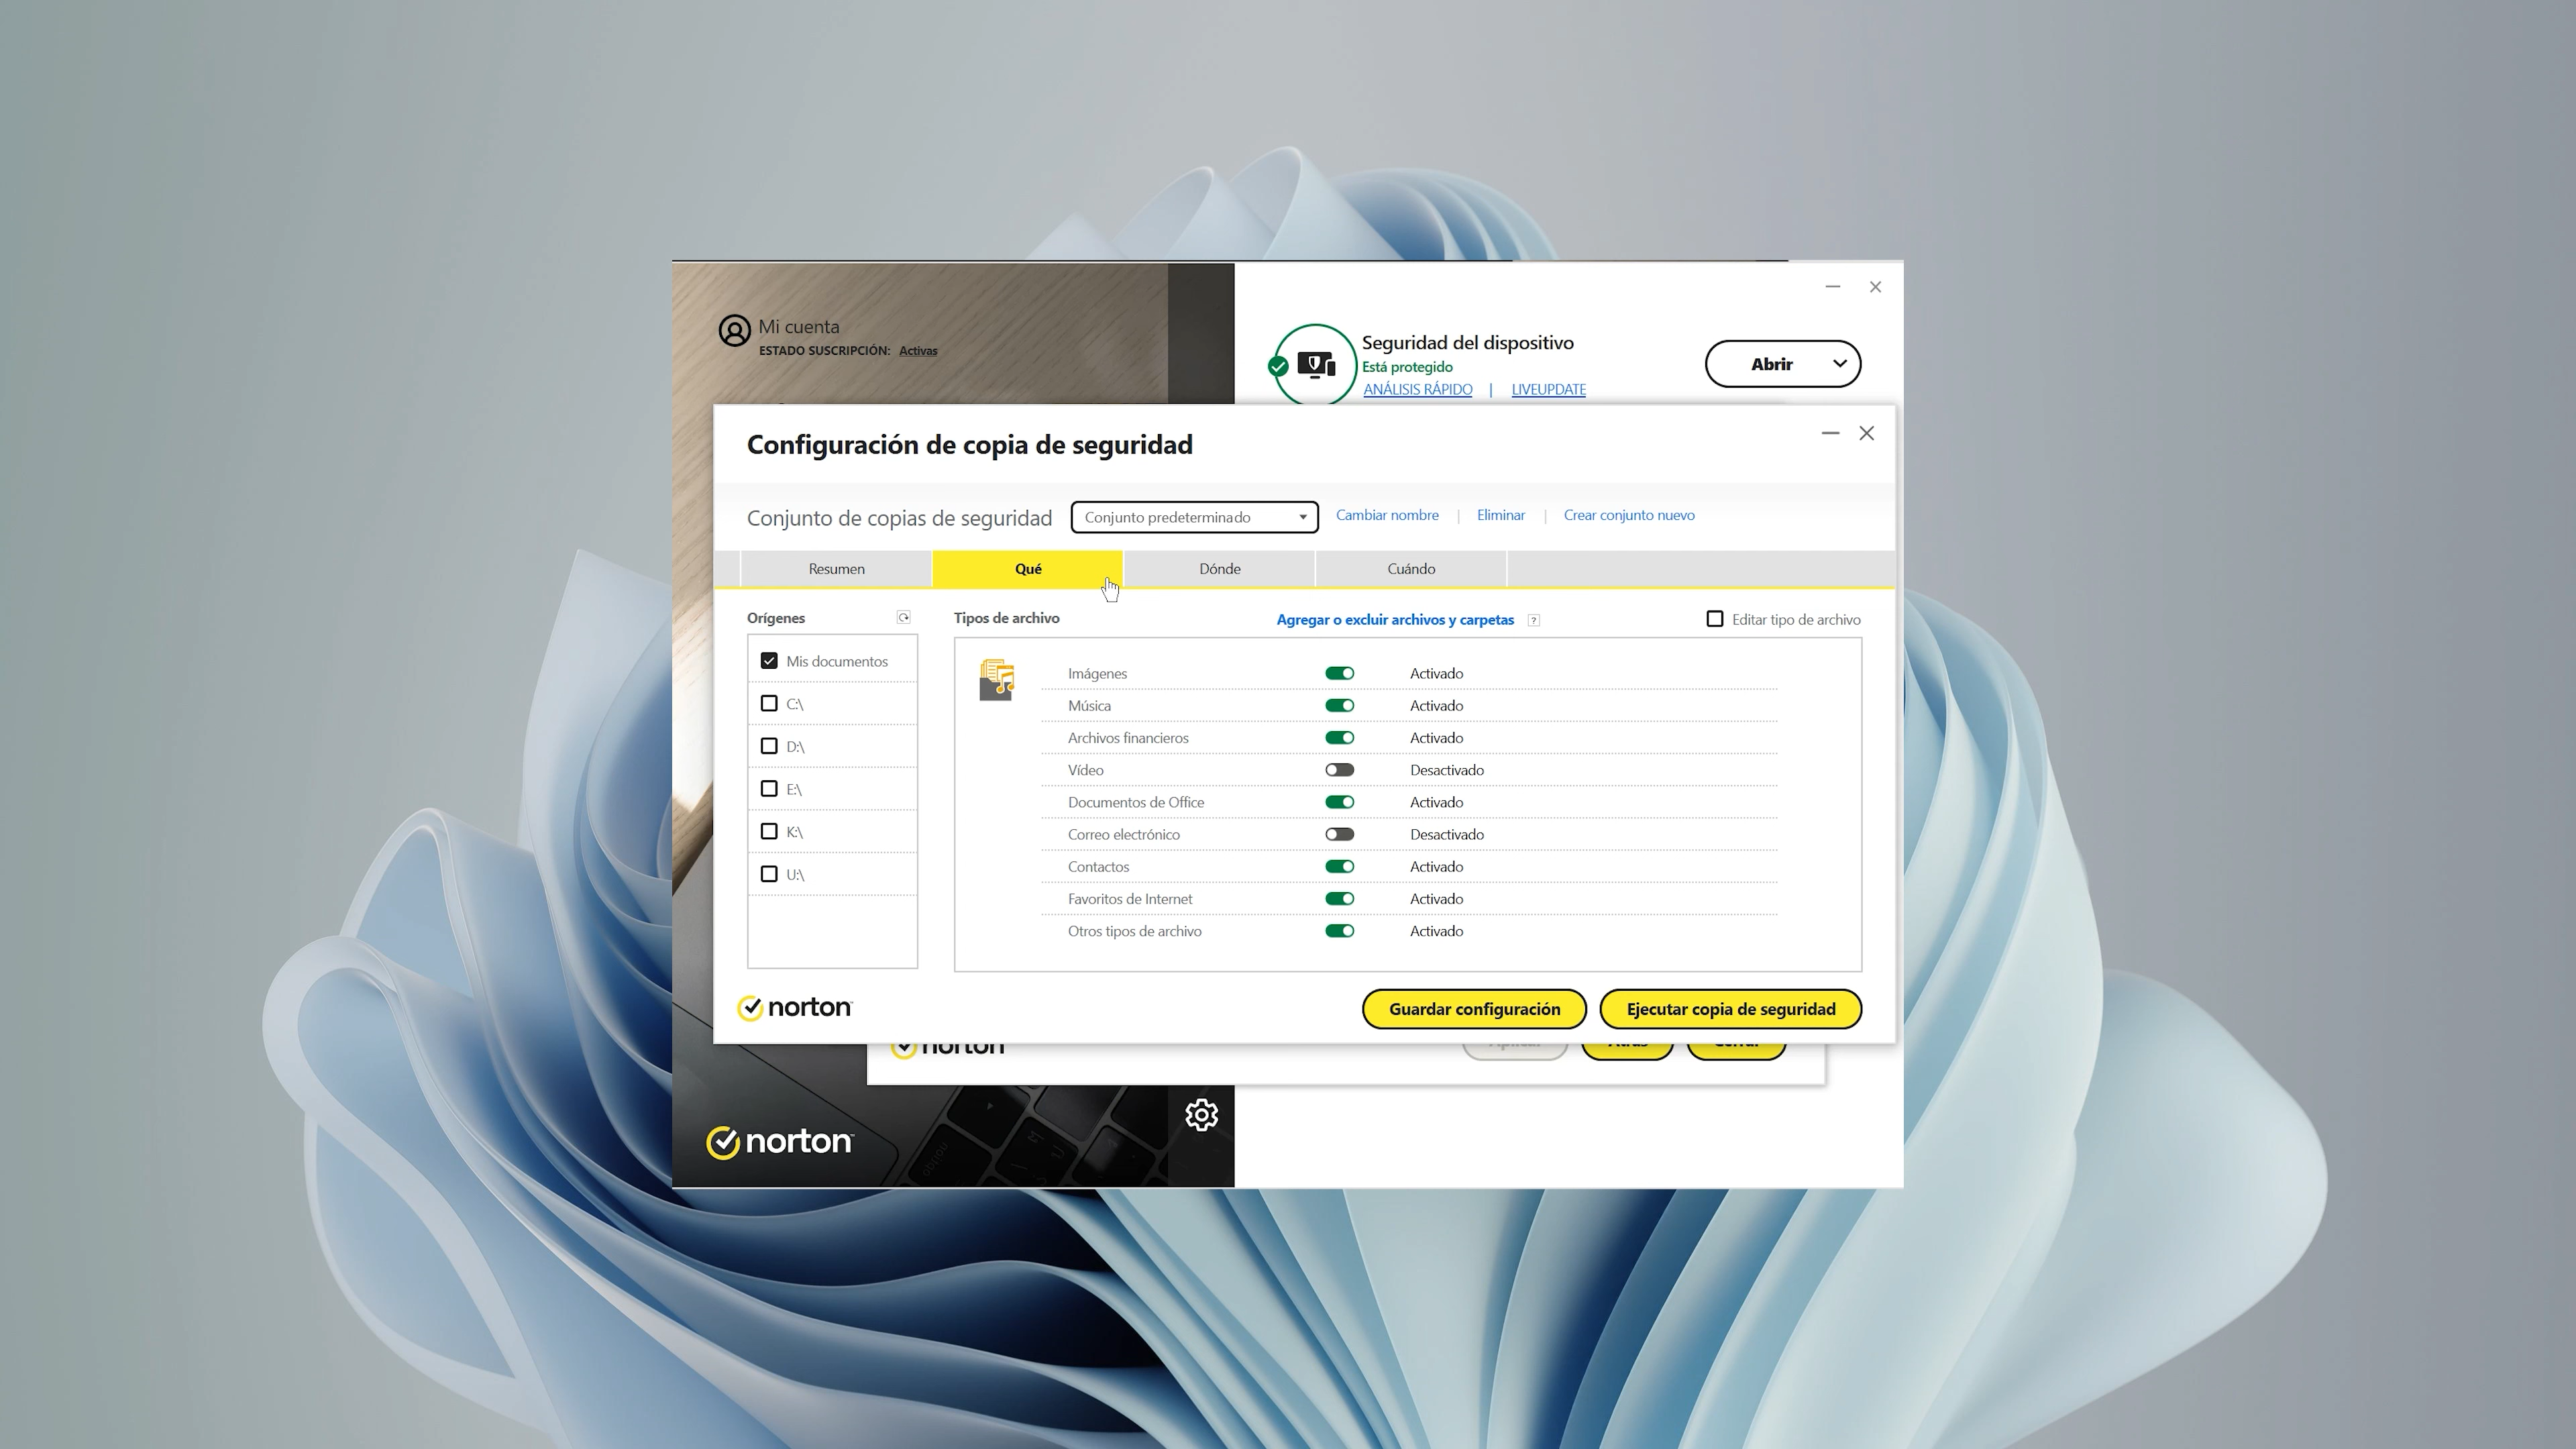 Mi cuenta
ESTADO SUSCRIPCIÓN: Activas
Seguridad del dispositivo
Está protegido
ANÁLISIS RÁPIDO | LIVEUPDATE
Abrir
Configuración de copia de seguridad
Conjunto de copias de seguridad
Conjunto predeterminado
Cambiar nombre | Eliminar | Crear conjunto nuevo
Resumen
Qué
Dónde
Cuándo
Orígenes
Tipos de archivo
Agregar o excluir archivos y carpetas ?
Editar tipo de archivo
Mis documentos
C:\
D:\
E:\
K:\
U:\
Imágenes Activado
Música Activado
Archivos financieros Activado
Vídeo Desactivado
Documentos de Office Activado
Correo electrónico Desactivado
Contactos Activado
Favoritos de Internet Activado
Otros tipos de archivo Activado
norton
Guardar configuración
Ejecutar copia de seguridad
norton
norton